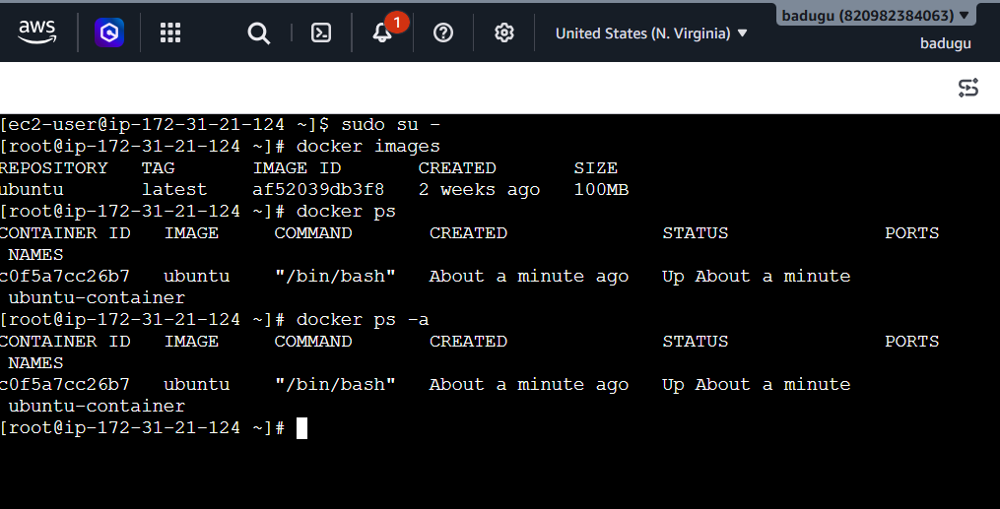 aws
1
United States (N. Virginia) ▼
badugu (820982384063) ▼
badugu
[ec2-user@ip-172-31-21-124 ~]$ sudo su -
[root@ip-172-31-21-124 ~]# docker images
REPOSITORY   TAG       IMAGE ID       CREATED       SIZE
ubuntu       latest    af52039db3f8   2 weeks ago   100MB
[root@ip-172-31-21-124 ~]# docker ps
CONTAINER ID   IMAGE     COMMAND       CREATED              STATUS              PORTS
NAMES
c0f5a7cc26b7   ubuntu    "/bin/bash"   About a minute ago   Up About a minute
ubuntu-container
[root@ip-172-31-21-124 ~]# docker ps -a
CONTAINER ID   IMAGE     COMMAND       CREATED              STATUS              PORTS
NAMES
c0f5a7cc26b7   ubuntu    "/bin/bash"   About a minute ago   Up About a minute
ubuntu-container
[root@ip-172-31-21-124 ~]#